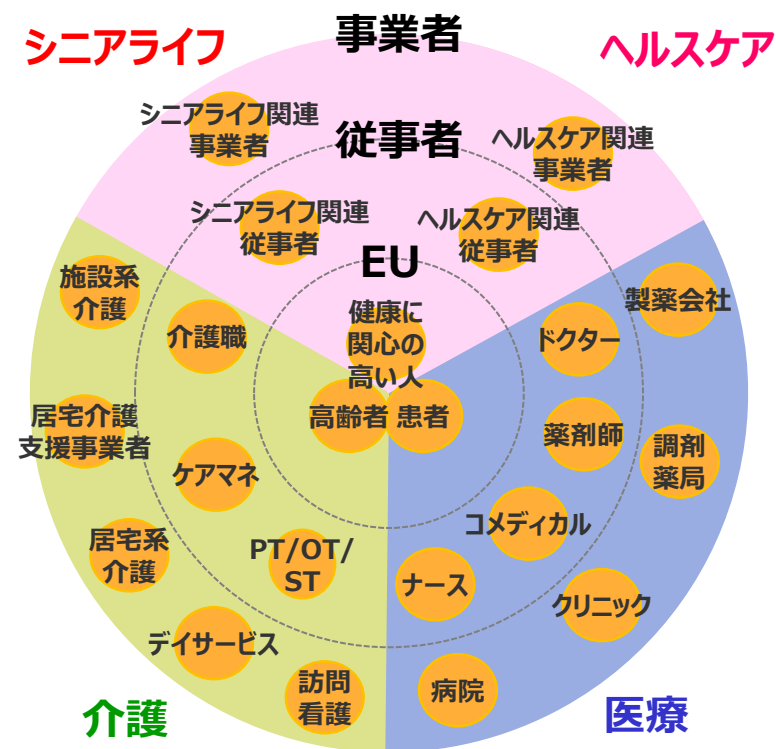 シニアライフ
事業者
ヘルスケア
シニアライフ関連
事業者
従事者
ヘルスケア関連
事業者
シニアライフ関連
従事者
ヘルスケア関連
従事者
EU
施設系
介護
介護職
健康に
関心の
高い人
ドクター
製薬会社
居宅介護
支援事業者
高齢者
患者
薬剤師
調剤
薬局
ケアマネ
コメディカル
居宅系
介護
PT/OT/
ST
ナース
クリニック
デイサービス
訪問
看護
病院
介護
医療